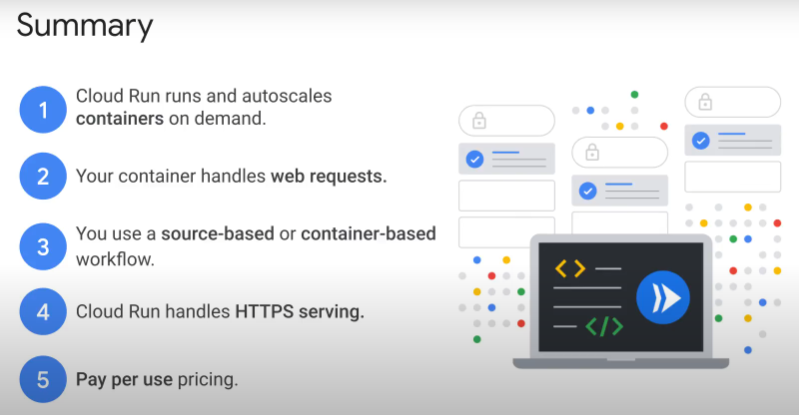 Summary
1
Cloud Run runs and autoscales
containers on demand.
2
Your container handles web requests.
3
You use a source-based or container-based
workflow.
4
Cloud Run handles HTTPS serving.
5
Pay per use pricing.
<> 
</>